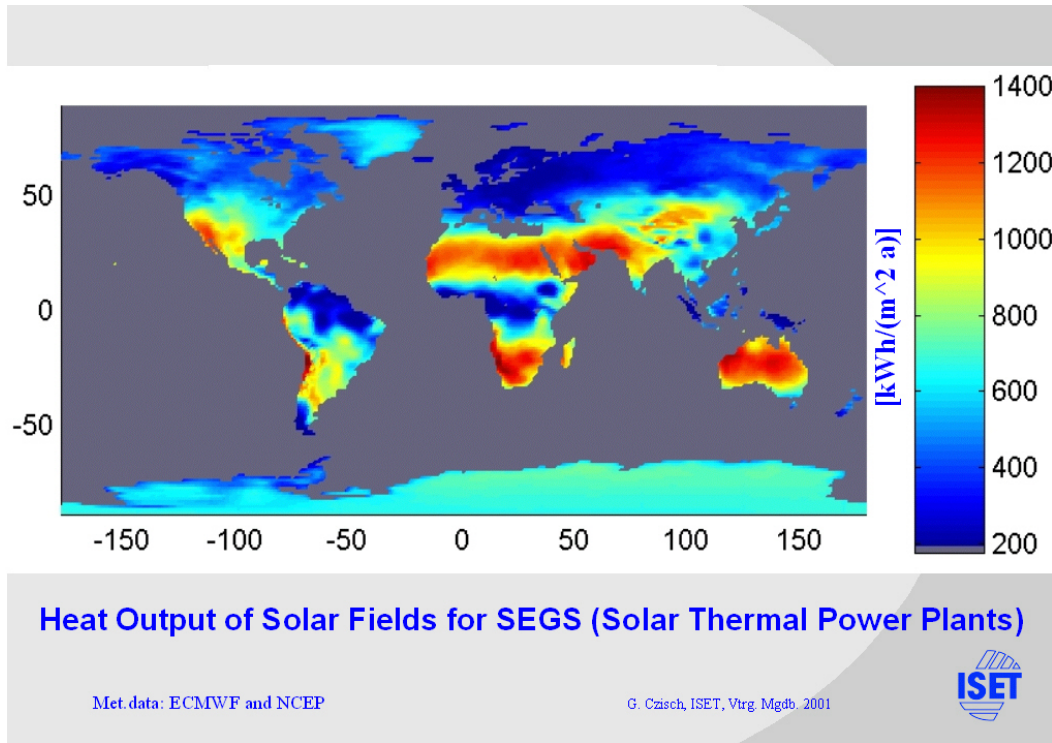 1400
1200
1000
800
600
400
200
[kWh/(m^2 a)]
50
0
-50
-150 -100 -50 0 50 100 150
Heat Output of Solar Fields for SEGS (Solar Thermal Power Plants)
Met.data: ECMWF and NCEP
G. Czisch, ISET, Vtrg. Mgdb. 2001
ISET